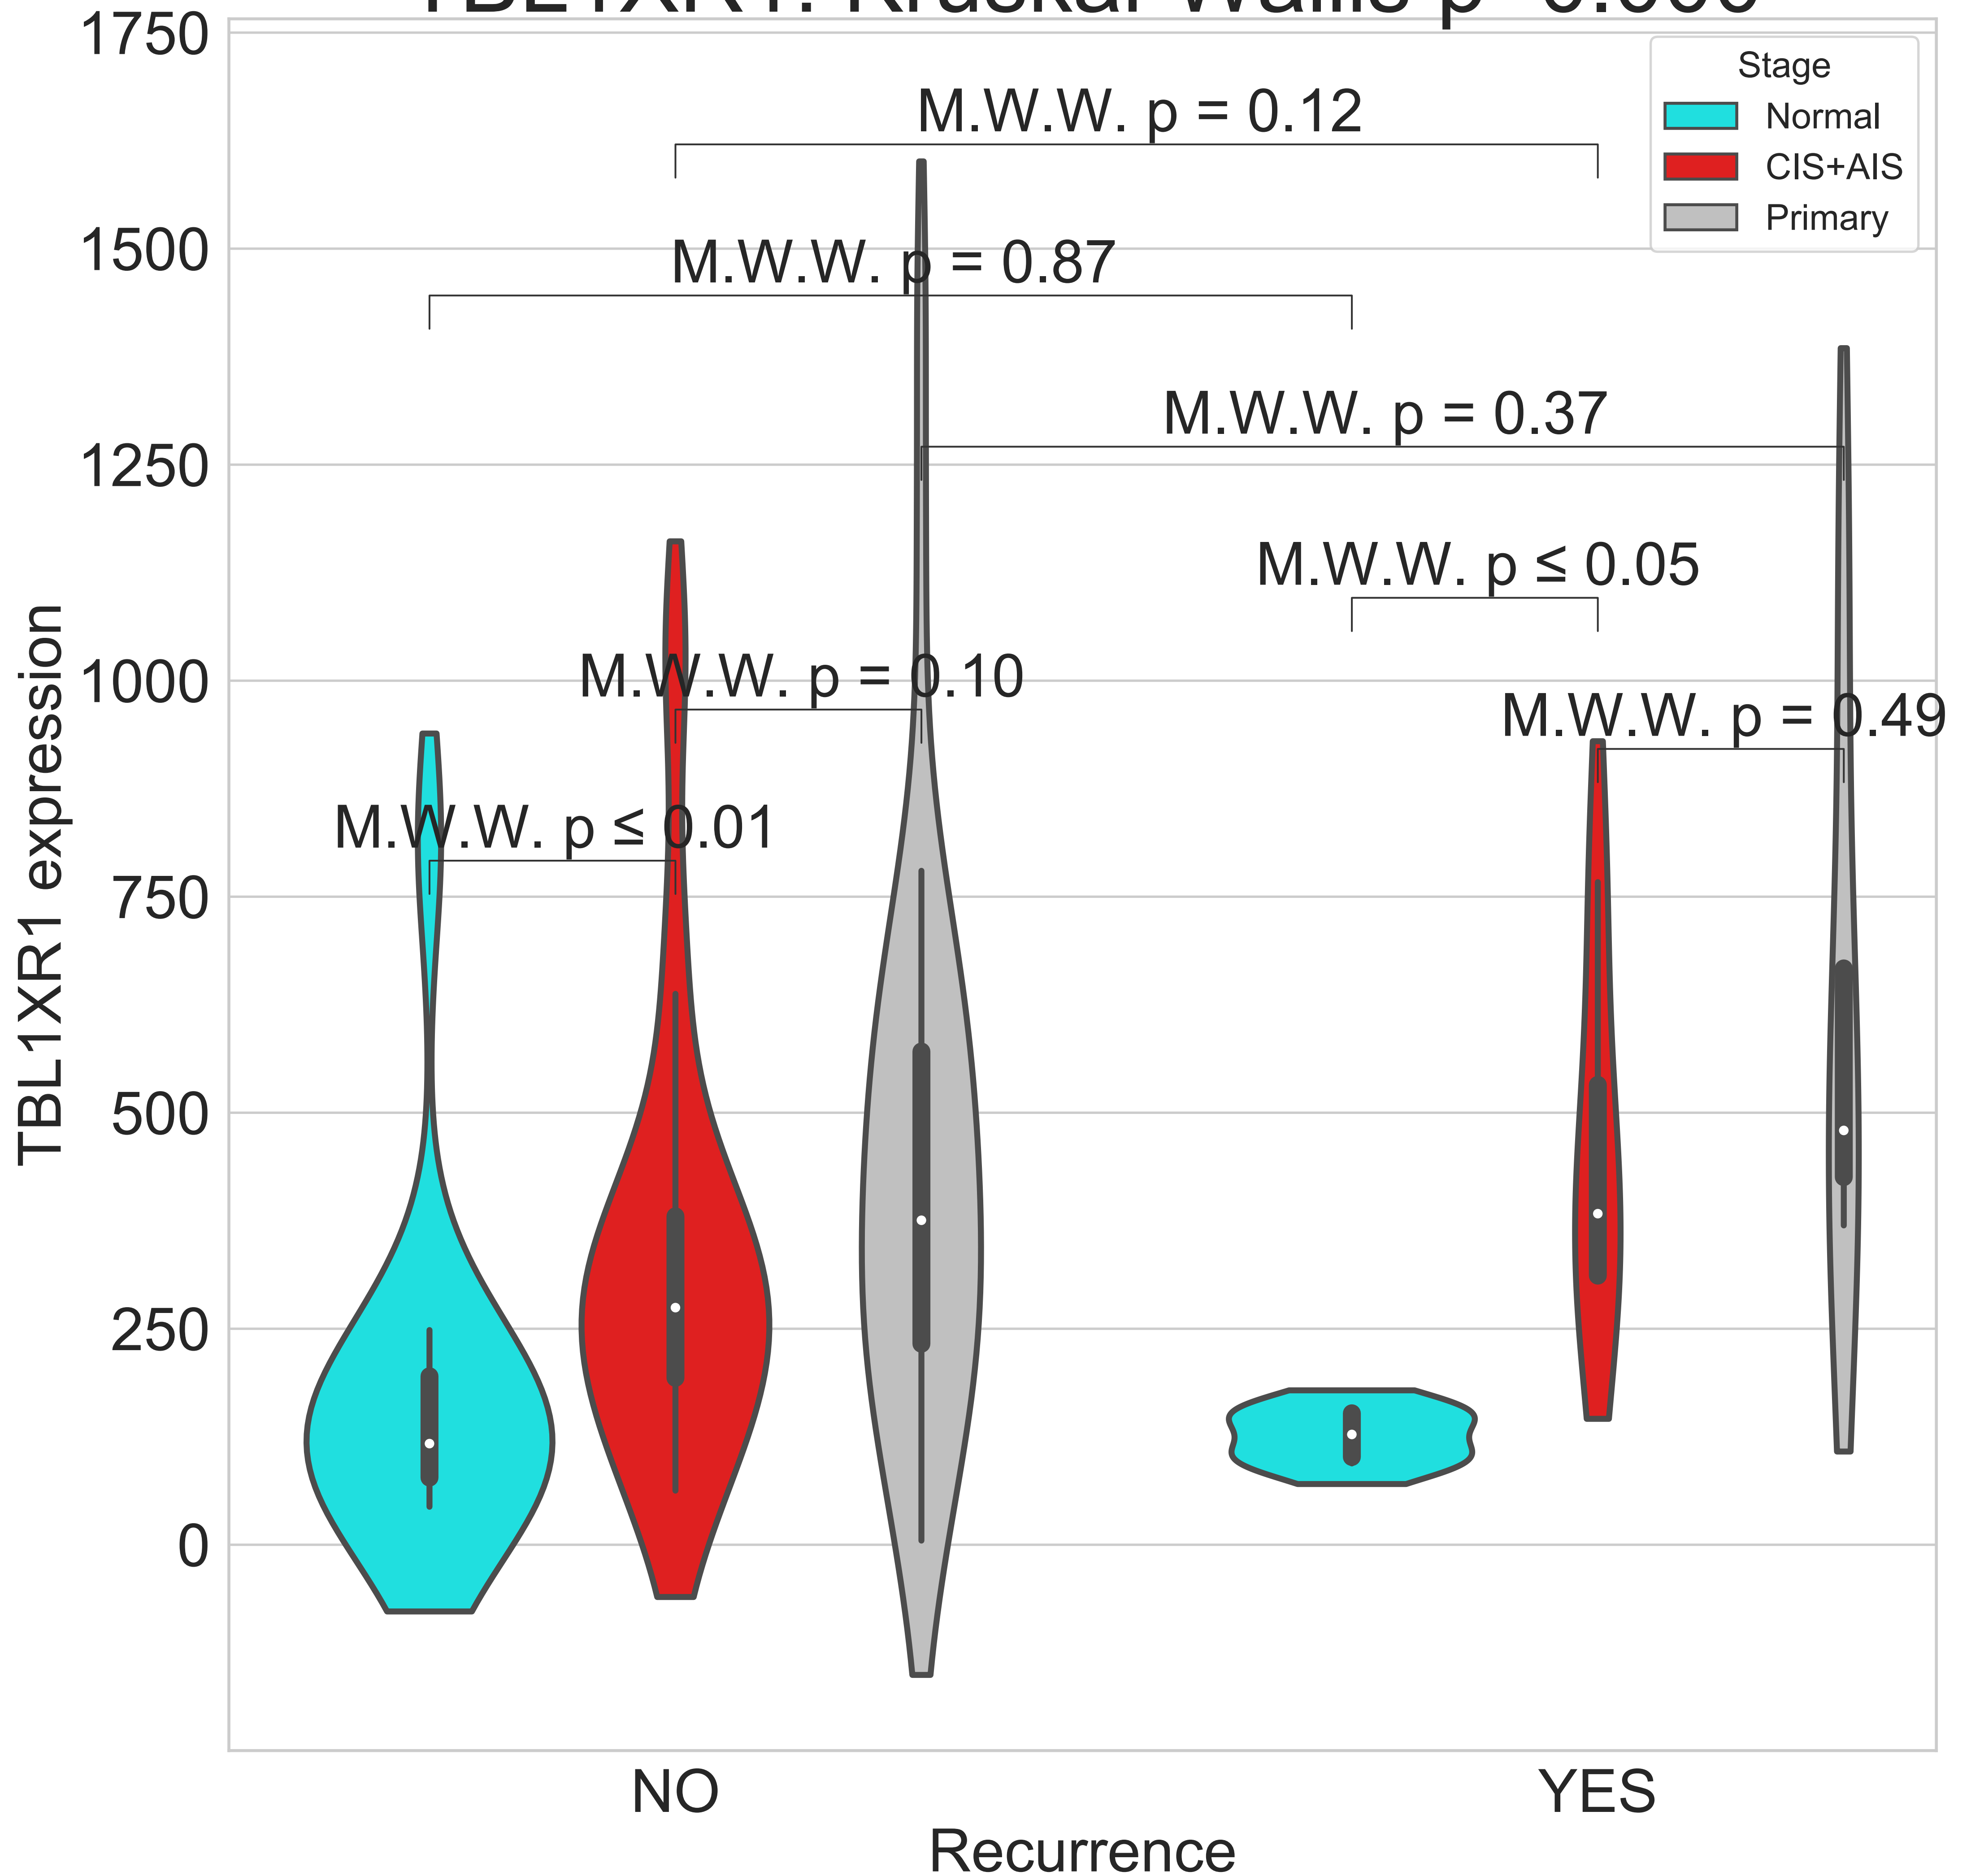 1750
1500
1250
1000
750
500
250
0
TBL1XR1 expression
Stage
Normal
CIS+AIS
Primary
M.W.W. p = 0.12
M.W.W. p = 0.87
M.W.W. p = 0.37
M.W.W. p ≤ 0.05
M.W.W. p = 0.10
M.W.W. p = 0.49
M.W.W. p ≤ 0.01
NO
YES
Recurrence